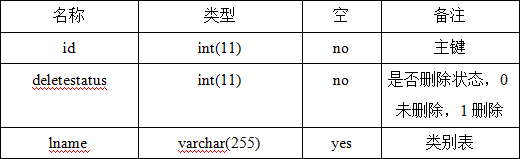 名称 类型 空 备注
id int(11) no 主键
deletestatus int(11) no 是否删除状态，0
未删除，1 删除
lname varchar(255) yes 类别表